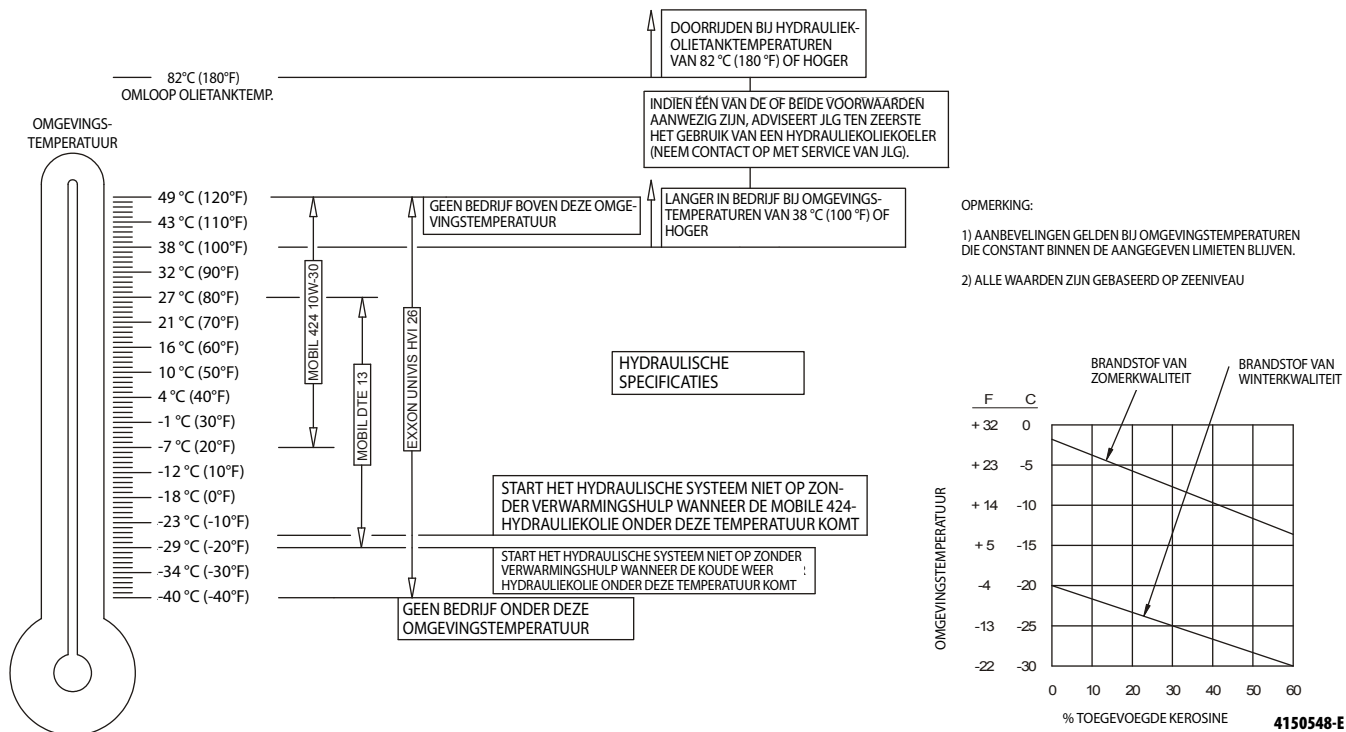 DOORRIJDEN BIJ HYDRAULIEK-
OLIETANKTEMPERATUREN
VAN 82 °C (180 °F) OF HOGER
82°C (180°F)
OMLOOP OLIETANKTEMP.
INDIEN ÉÉN VAN DE OF BEIDE VOORWAARDEN
AANWEZIG ZIJN, ADVISEERT JLG TEN ZEERSTE
HET GEBRUIK VAN EEN HYDRAULIEKOLIEKOELER
(NEEM CONTACT OP MET SERVICE VAN JLG).
OMGEVINGS-
TEMPERATUUR
49 °C (120°F)
43 °C (110°F)
38 °C (100°F)
32 °C (90°F)
27 °C (80°F)
21 °C (70°F)
16 °C (60°F)
10 °C (50°F)
4 °C (40°F)
-1 °C (30°F)
-7 °C (20°F)
-12 °C (10°F)
-18 °C (0°F)
-23 °C (-10°F)
-29 °C (-20°F)
-34 °C (-30°F)
-40 °C (-40°F)
MOBIL 424 10W-30
MOBIL DTE 13
EXXON UNIVIS HVI 26
GEEN BEDRIJF BOVEN DEZE OMGE-
VINGSTEMPERATUUR
LANGER IN BEDRIJF BIJ OMGEVINGS-
TEMPERATUREN VAN 38 °C (100 °F) OF
HOGER
HYDRAULISCHE
SPECIFICATIES
START HET HYDRAULISCHE SYSTEEM NIET OP ZON-
DER VERWARMINGSHULP WANNEER DE MOBILE 424-
HYDRAULIEKOLIE ONDER DEZE TEMPERATUUR KOMT
START HET HYDRAULISCHE SYSTEEM NIET OP ZONDER
VERWARMINGSHULP WANNEER DE KOUDE WEER
HYDRAULIEKOLIE ONDER DEZE TEMPERATUUR KOMT
GEEN BEDRIJF ONDER DEZE
OMGEVINGSTEMPERATUUR
OPMERKING:
1) AANBEVELINGEN GELDEN BIJ OMGEVINGSTEMPERATUREN
DIE CONSTANT BINNEN DE AANGEGEVEN LIMIETEN BLIJVEN.
2) ALLE WAARDEN ZIJN GEBASEERD OP ZEENIVEAU
BRANDSTOF VAN
ZOMERKWALITEIT
BRANDSTOF VAN
WINTERKWALITEIT
F C
+ 32 0
+ 23 -5
+ 14 -10
+ 5 -15
-4 -20
-13 -25
-22 -30
OMGEVINGSTEMPERATUUR
0 10 20 30 40 50 60
% TOEGEVOEGDE KEROSINE
4150548-E